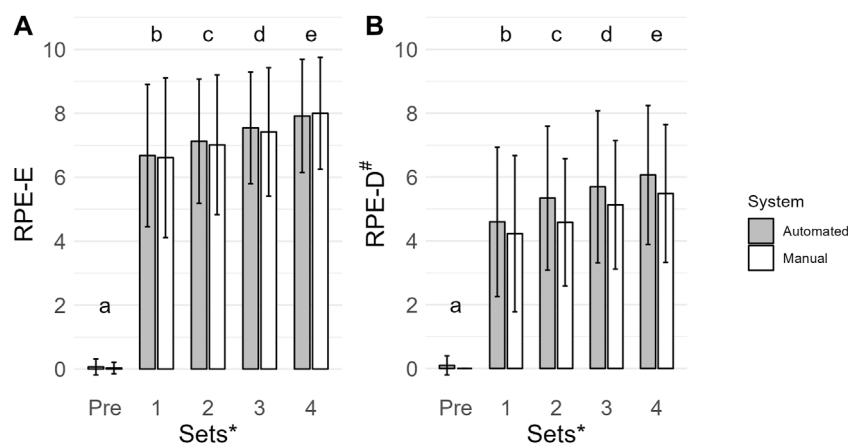 A
b c d e
10
8
6
4
2
0
a
RPE-E
Pre 1 2 3 4
Sets*
B
b c d e
10
8
6
4
2
0
a
RPE-D#
Pre 1 2 3 4
Sets*
System
Automated
Manual